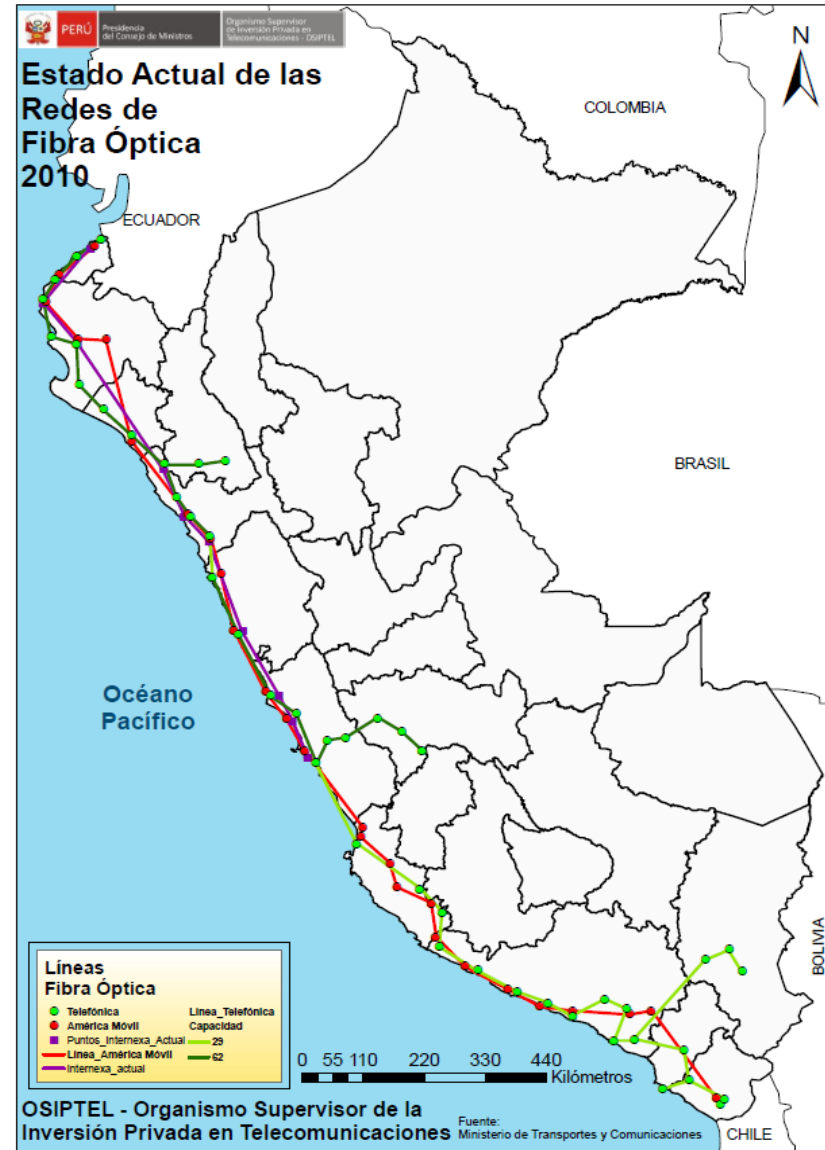 PERÚ
Presidencia
del Consejo de Ministros
Organismo Supervisor
de Inversión Privada en
Telecomunicaciones - OSIPTEL
Estado Actual de las
Redes de
Fibra Óptica
2010
N
COLOMBIA
ECUADOR
BRASIL
Océano
Pacífico
BOLIVIA
Líneas
Fibra Óptica
Telefónica
América Móvil
Puntos_Internexa_Actual
Linea_América Móvil
Internexa_actual
Linea_Telefónica
Capacidad
29
62
0 55 110 220 330 440
Kilómetros
OSIPTEL - Organismo Supervisor de la
Inversión Privada en Telecomunicaciones
Fuente:
Ministerio de Transportes y Comunicaciones
CHILE